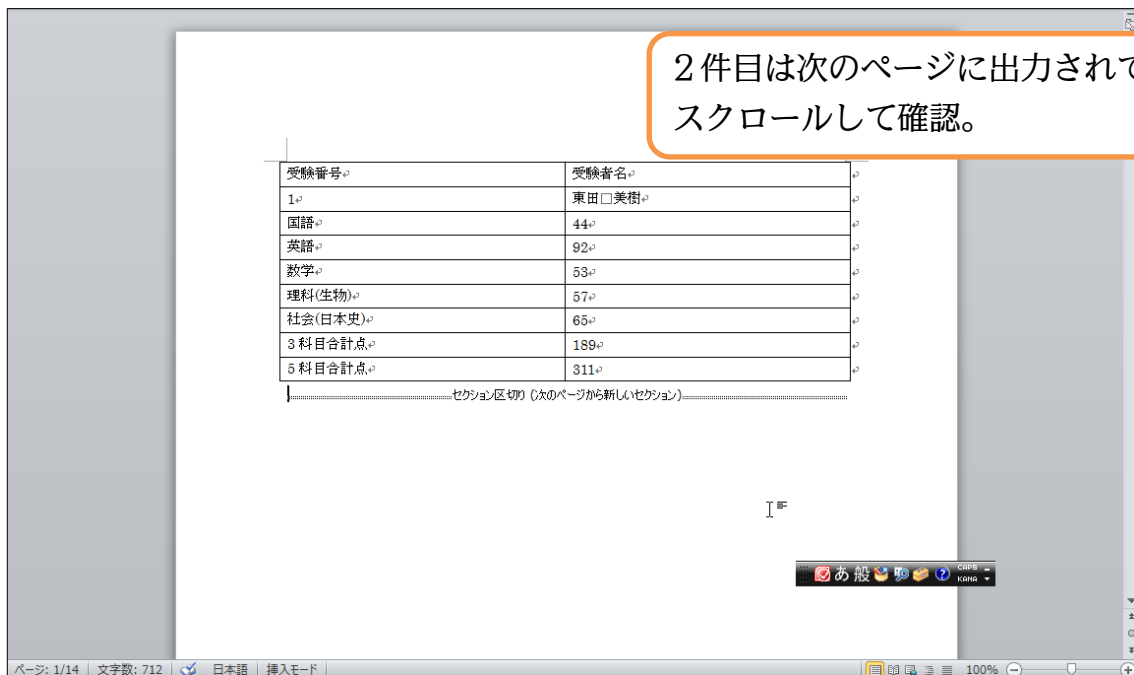 2件目は次のページに出力されて
スクロールして確認。
受験番号 受験者名
1 東田□美樹
国語 44
英語 92
数学 53
理科(生物) 57
社会(日本史) 65
3科目合計点 189
5科目合計点 311
セクション区切り (次のページから新しいセクション)
あ 般 CAPS
KANA
ページ: 1/14 文字数: 712 日本語 挿入モード 100%